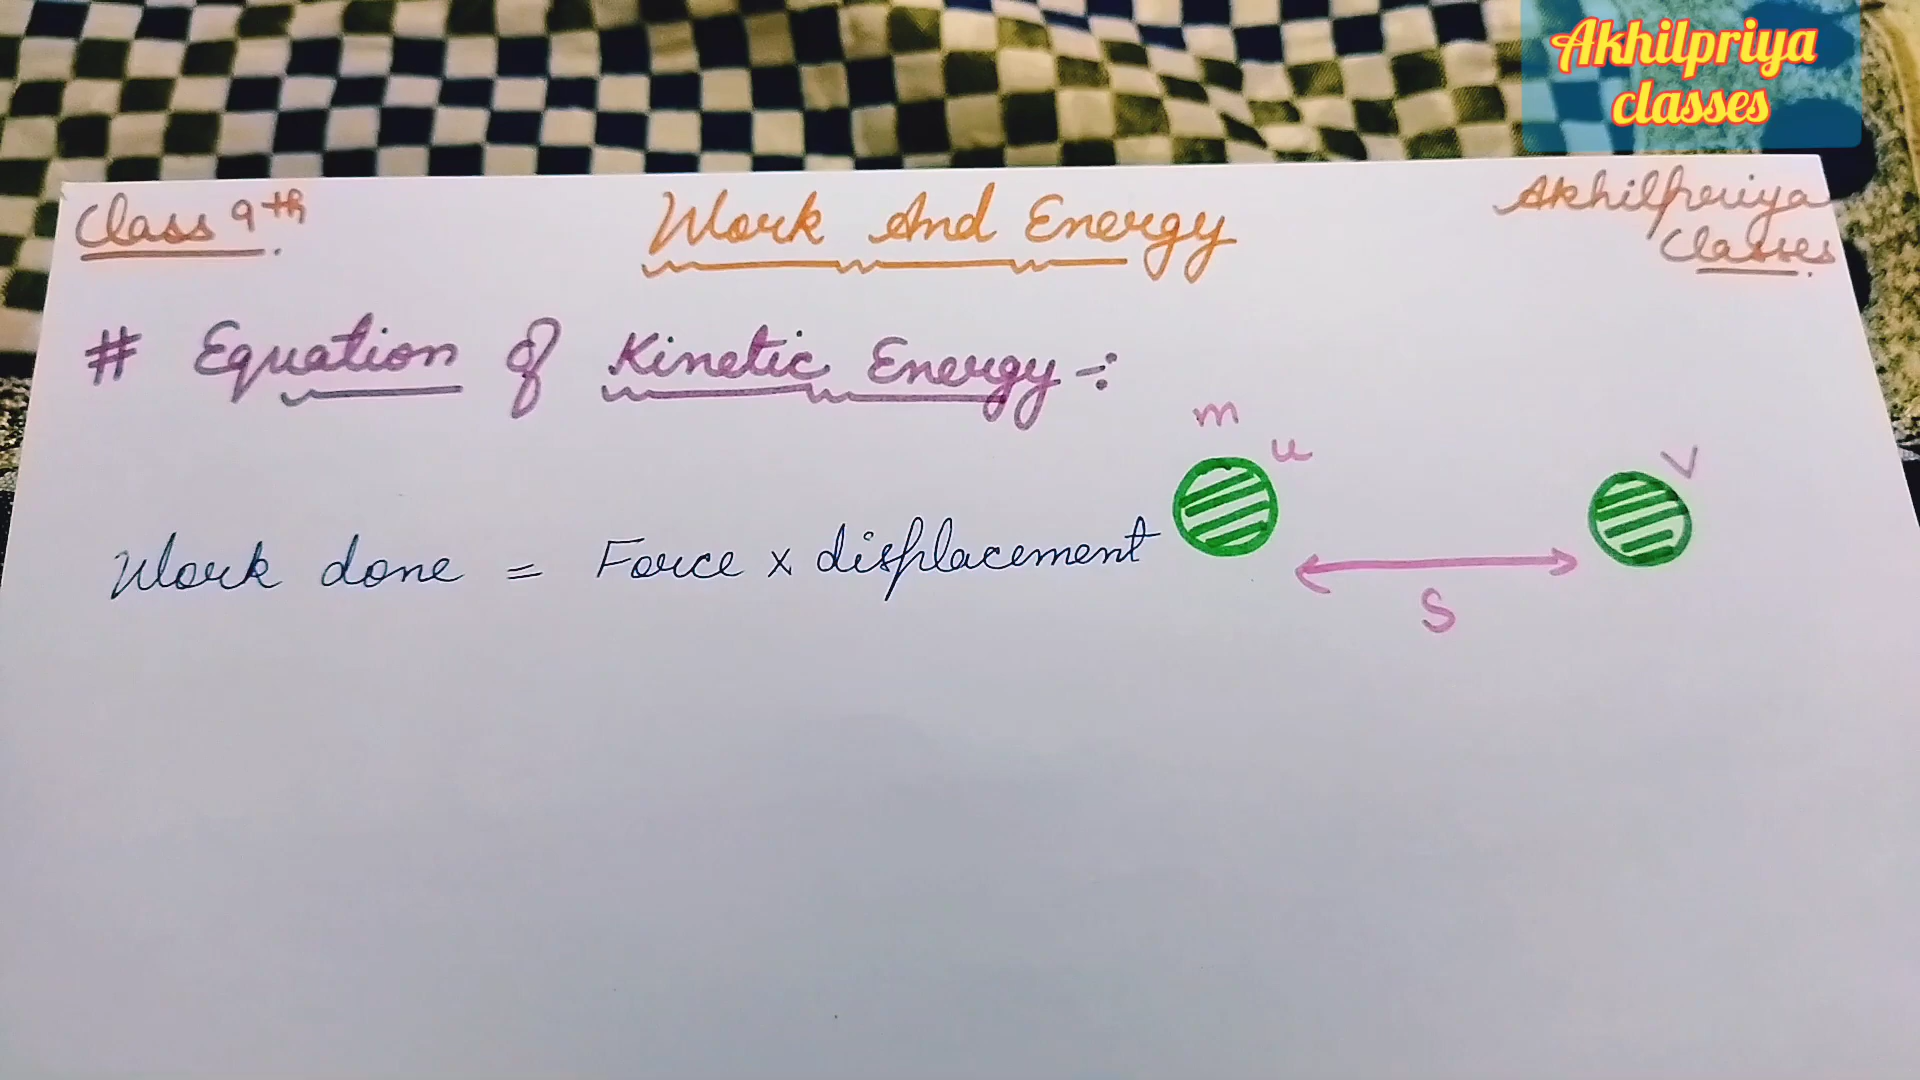 Akhilpriya
classes
Class 9th
Work And Energy
Akhilpriya
Classes
# Equation of Kinetic Energy -:
m
u
V
Work done = Force x displacement
S